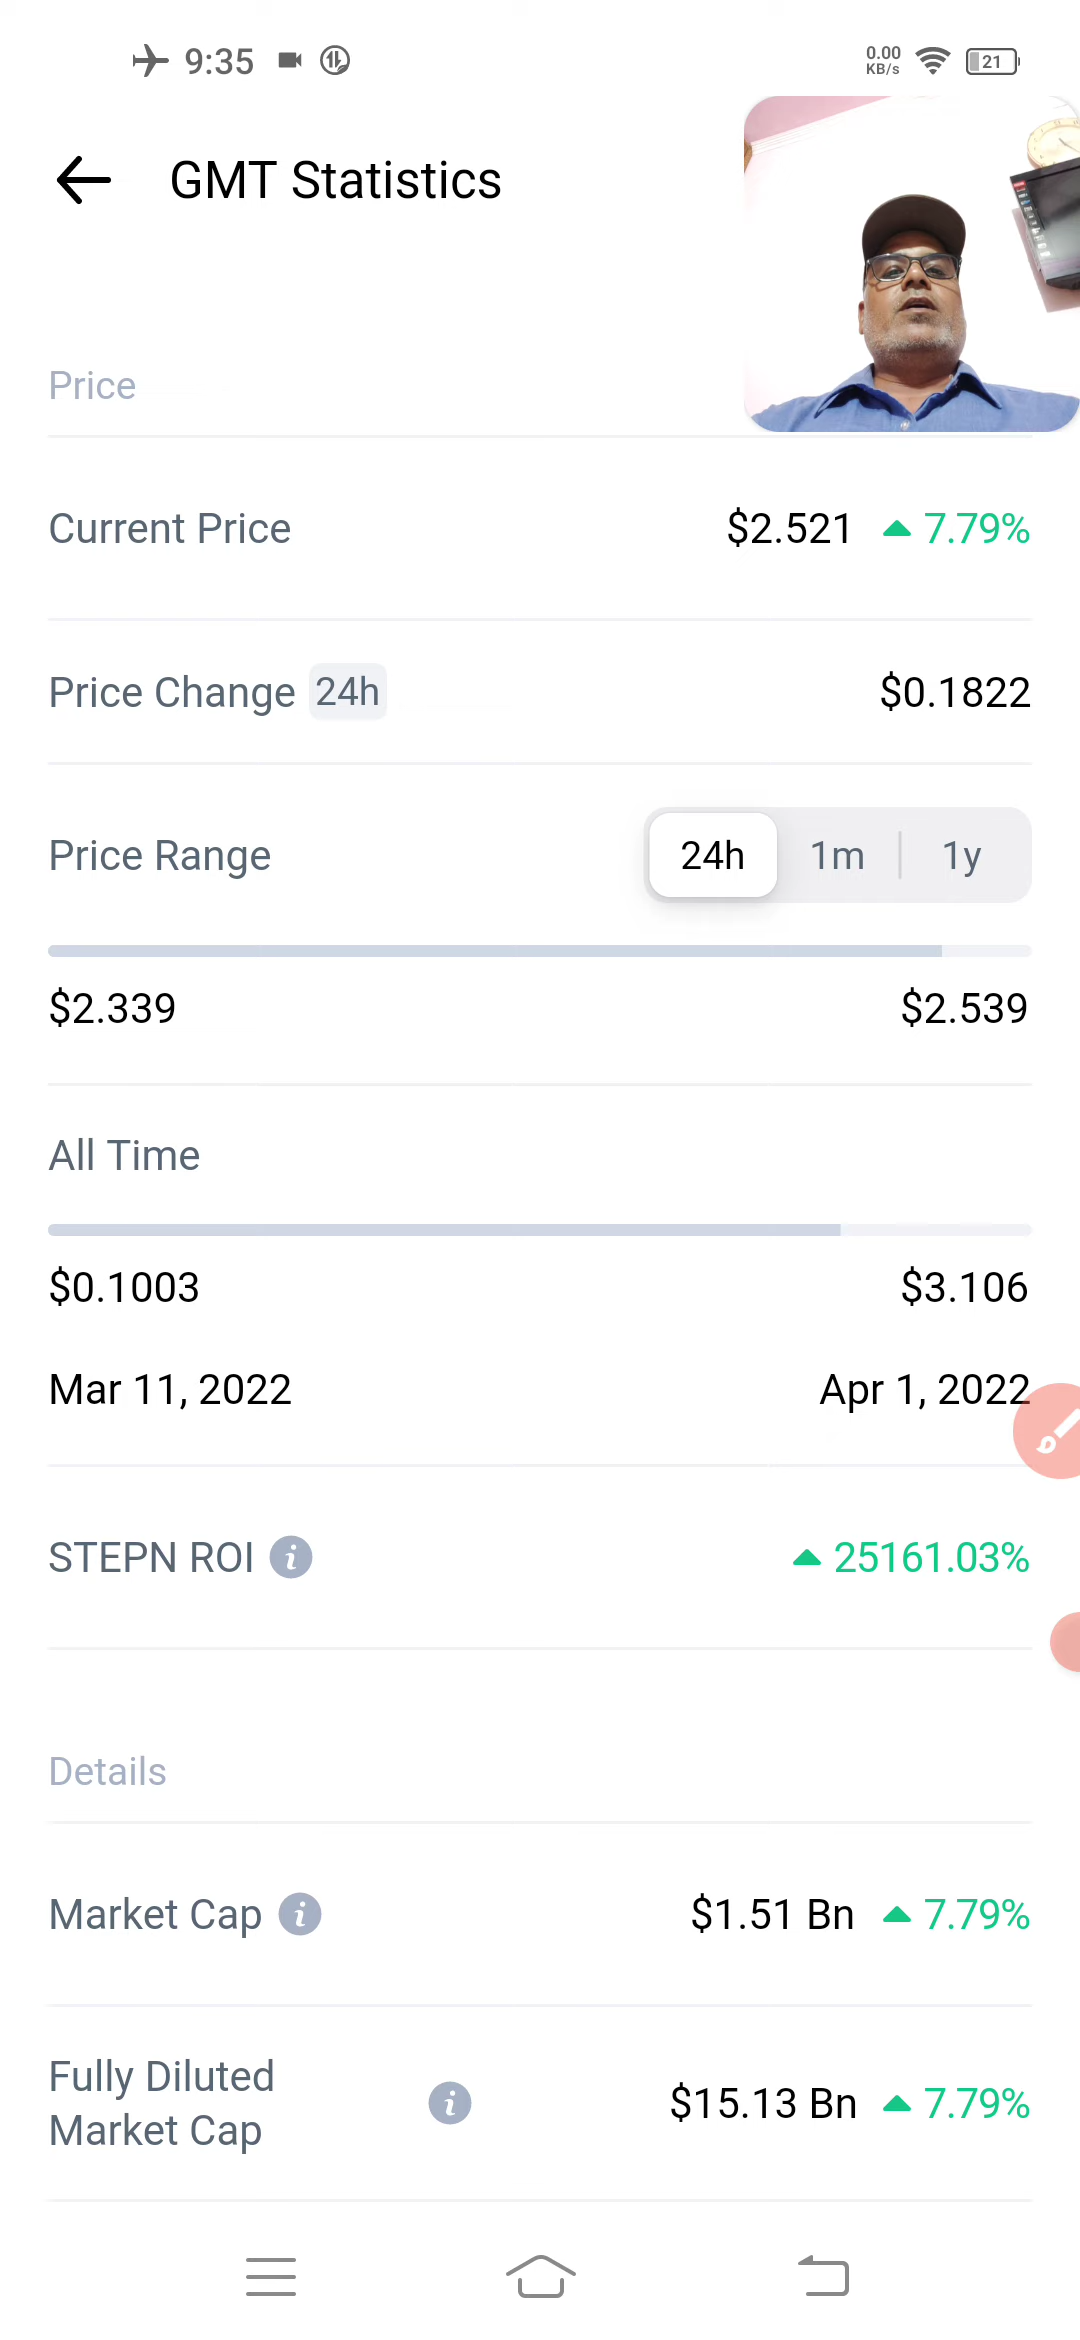 9:35
0.00
KB/s
21
GMT Statistics
Price
Current Price $2.521 7.79%
Price Change 24h $0.1822
Price Range 24h 1m 1y
$2.339 $2.539
All Time
$0.1003 $3.106
Mar 11, 2022 Apr 1, 2022
STEPN ROI i 25161.03%
Details
Market Cap i $1.51 Bn 7.79%
Fully Diluted
Market Cap i $15.13 Bn 7.79%